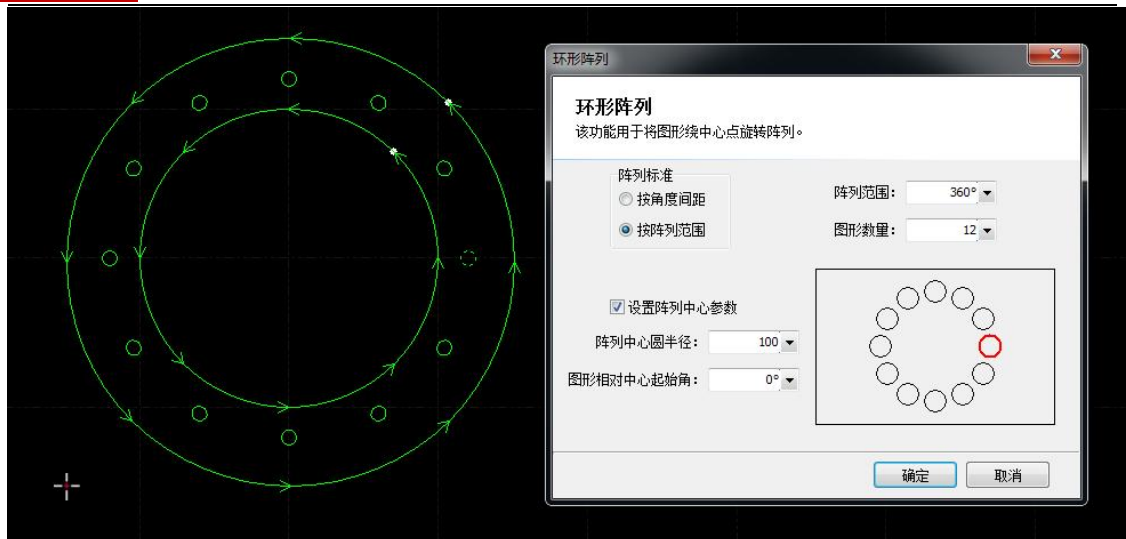 环形阵列
环形阵列
该功能用于将图形绕中心点旋转阵列。
阵列标准
按角度间距
按阵列范围
阵列范围: 360°
图形数量: 12
设置阵列中心参数
阵列中心圆半径: 100
图形相对中心起始角: 0°
确定 取消